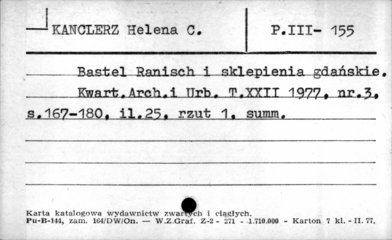 KANCLERZ Helena C. P.III- 155
Bastel Ranisch i sklepienia gdańskie.
Kwart.Arch.i Urb. T.XXII 1977, nr.3,
s.167-180, il.25, rzut 1, summ.
Karta katalogowa wydawnictw zwartych i ciągłych.
Pu-B-144, zam. 164/DW/On. — W.Z.Graf. Z-2 - 271 - 1.710.000 - Karton 7 kl.-II. 77.